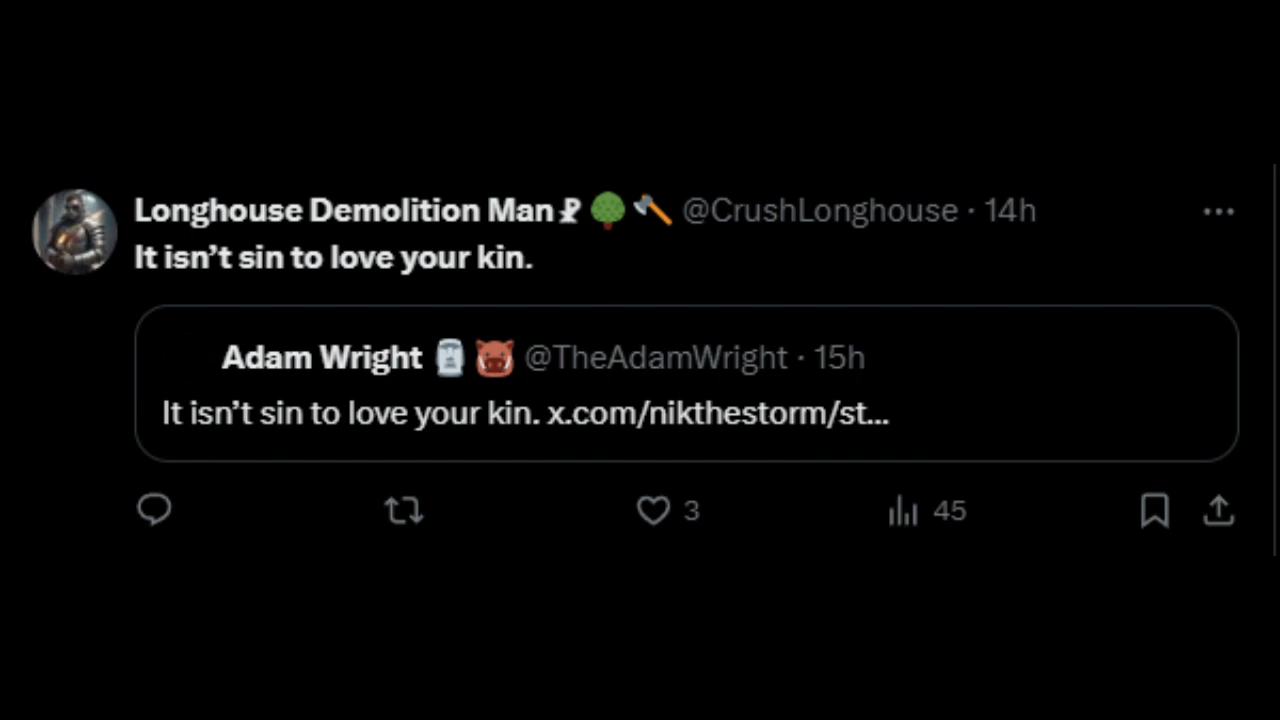 Longhouse Demolition Man☧🌳🪓 @CrushLonghouse · 14h
It isn’t sin to love your kin.
Adam Wright 🗿🐗 @TheAdamWright · 15h
It isn’t sin to love your kin. x.com/nikthestorm/st...
3 45